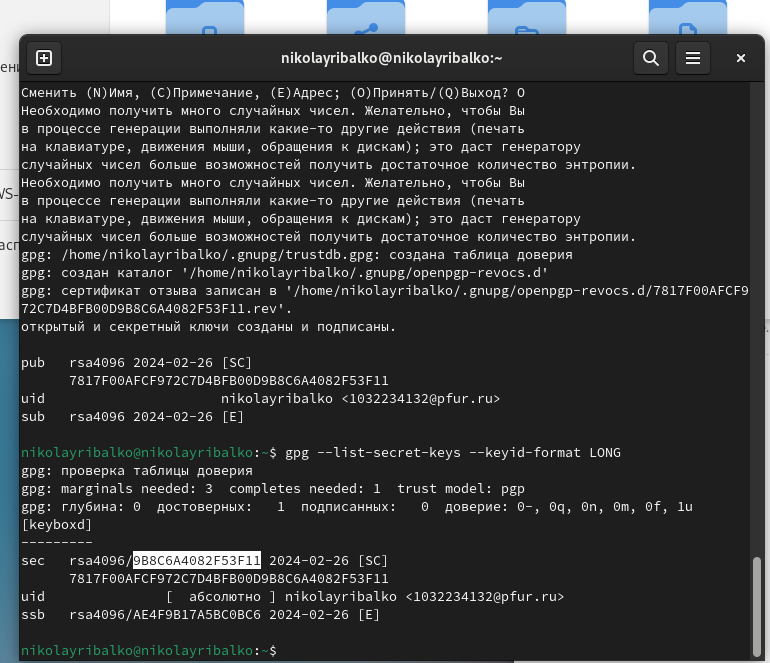 nikolayribalko@nikolayribalko:~
Сменить (N)Имя, (C)Примечание, (E)Адрес; (O)Принять/(Q)Выход? O
Необходимо получить много случайных чисел. Желательно, чтобы Вы
в процессе генерации выполняли какие-то другие действия (печать
на клавиатуре, движения мыши, обращения к дискам); это даст генератору
случайных чисел больше возможностей получить достаточное количество энтропии.
Необходимо получить много случайных чисел. Желательно, чтобы Вы
в процессе генерации выполняли какие-то другие действия (печать
на клавиатуре, движения мыши, обращения к дискам); это даст генератору
случайных чисел больше возможностей получить достаточное количество энтропии.
gpg: /home/nikolayribalko/.gnupg/trustdb.gpg: создана таблица доверия
gpg: создан каталог '/home/nikolayribalko/.gnupg/openpgp-revocs.d'
gpg: сертификат отзыва записан в '/home/nikolayribalko/.gnupg/openpgp-revocs.d/7817F00AFCF9
72C7D4BFB00D9B8C6A4082F53F11.rev'.
открытый и секретный ключи созданы и подписаны.
pub   rsa4096 2024-02-26 [SC]
      7817F00AFCF972C7D4BFB00D9B8C6A4082F53F11
uid                      nikolayribalko <1032234132@pfur.ru>
sub   rsa4096 2024-02-26 [E]
nikolayribalko@nikolayribalko:~$ gpg --list-secret-keys --keyid-format LONG
gpg: проверка таблицы доверия
gpg: marginals needed: 3  completes needed: 1  trust model: pgp
gpg: глубина: 0  достоверных:   1  подписанных:   0  доверие: 0-, 0q, 0n, 0m, 0f, 1u
[keyboxd]
---------
sec   rsa4096/9B8C6A4082F53F11 2024-02-26 [SC]
      7817F00AFCF972C7D4BFB00D9B8C6A4082F53F11
uid               [  абсолютно ] nikolayribalko <1032234132@pfur.ru>
ssb   rsa4096/AE4F9B17A5BC0BC6 2024-02-26 [E]
nikolayribalko@nikolayribalko:~$